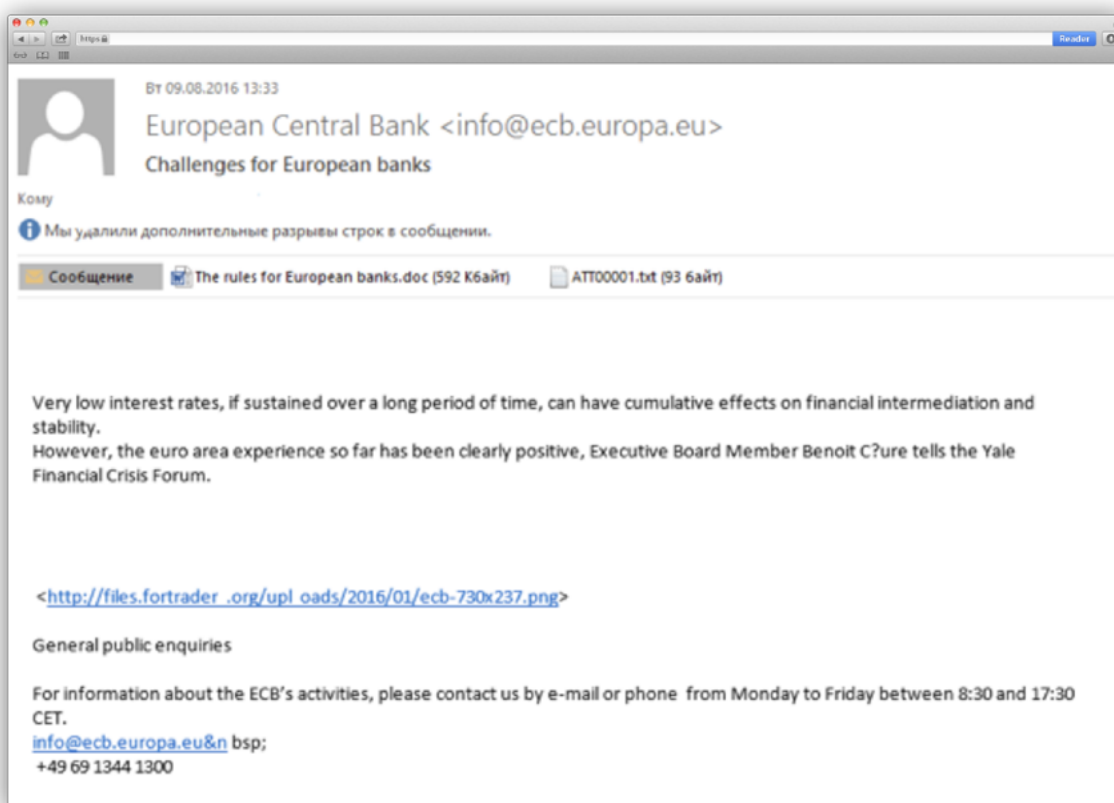 https
Reader
Вт 09.08.2016 13:33
European Central Bank <info@ecb.europa.eu>
Challenges for European banks
Кому
Мы удалили дополнительные разрывы строк в сообщении.
Сообщение The rules for European banks.doc (592 Кбайт) ATT00001.txt (93 байт)
Very low interest rates, if sustained over a long period of time, can have cumulative effects on financial intermediation and
stability.
However, the euro area experience so far has been clearly positive, Executive Board Member Benoit C?ure tells the Yale
Financial Crisis Forum.
<http://files.fortrader .org/upl oads/2016/01/ecb-730x237.png>
General public enquiries
For information about the ECB's activities, please contact us by e-mail or phone from Monday to Friday between 8:30 and 17:30
CET.
info@ecb.europa.eu&n bsp;
+49 69 1344 1300